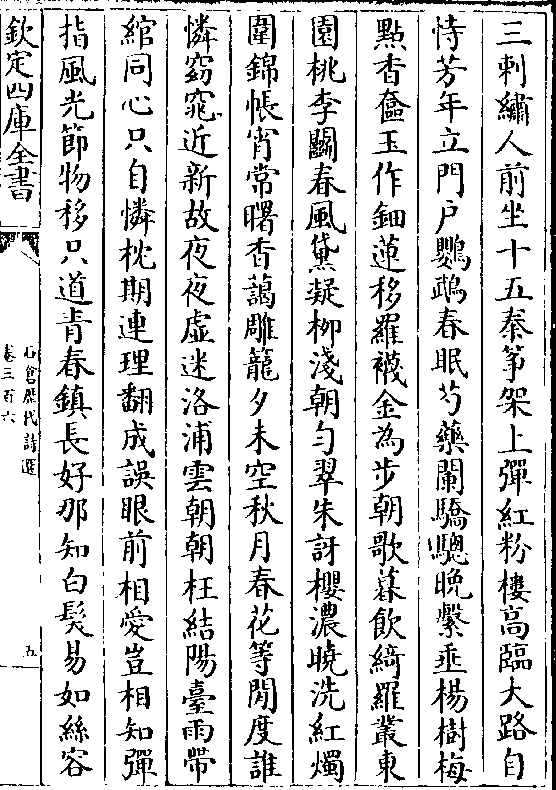 三刺繡人前坐十五秦箏架上彈紅粉樓高臨大路自
恃芳年立門戶鸚鵡春眠芍藥闌驕驄晚繫垂楊樹梅
點香奩玉作鈿蓮移羅襪金為步朝歌暮飲綺羅叢東
園桃李鬭春風黛凝柳淺朝勻翠朱訝櫻濃曉洗紅燭
圍錦帳宵常曙香藹雕籠夕未空秋月春花等閒度誰
憐窈窕近新故夜夜虛迷洛浦雲朝朝枉結陽臺雨帶
綰同心只自憐枕期連理翻成誤眼前相愛豈相知彈
指風光節物移只道青春鎮長好那知白髮易如絲容
欽定四庫全書
石倉歷代詩選
卷三百六
五